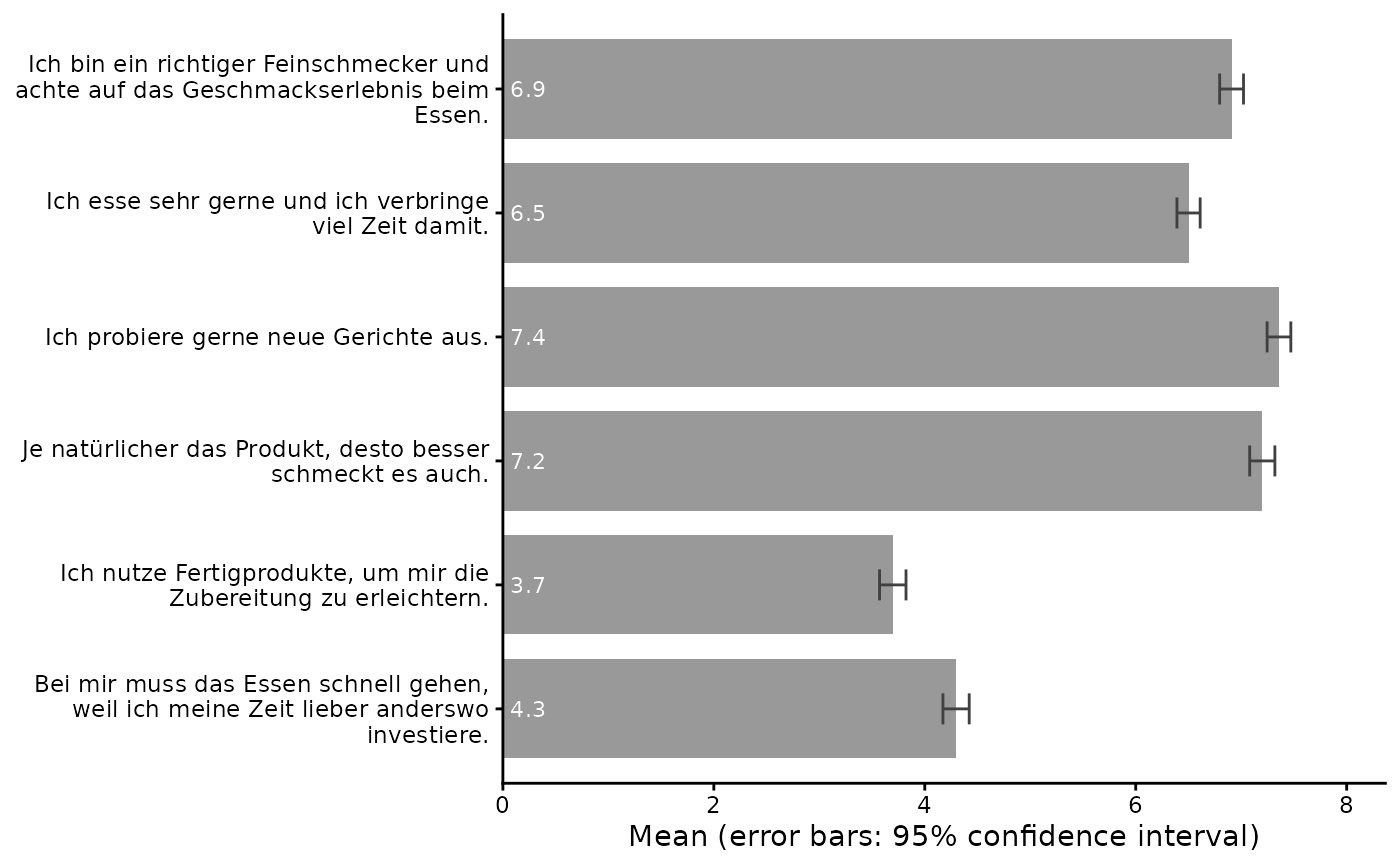 Ich bin ein richtiger Feinschmecker und
achte auf das Geschmackserlebnis beim
Essen.
6.9
Ich esse sehr gerne und ich verbringe
viel Zeit damit.
6.5
Ich probiere gerne neue Gerichte aus.
7.4
Je natürlicher das Produkt, desto besser
schmeckt es auch.
7.2
Ich nutze Fertigprodukte, um mir die
Zubereitung zu erleichtern.
3.7
Bei mir muss das Essen schnell gehen,
weil ich meine Zeit lieber anderswo
investiere.
4.3
0 2 4 6 8
Mean (error bars: 95% confidence interval)